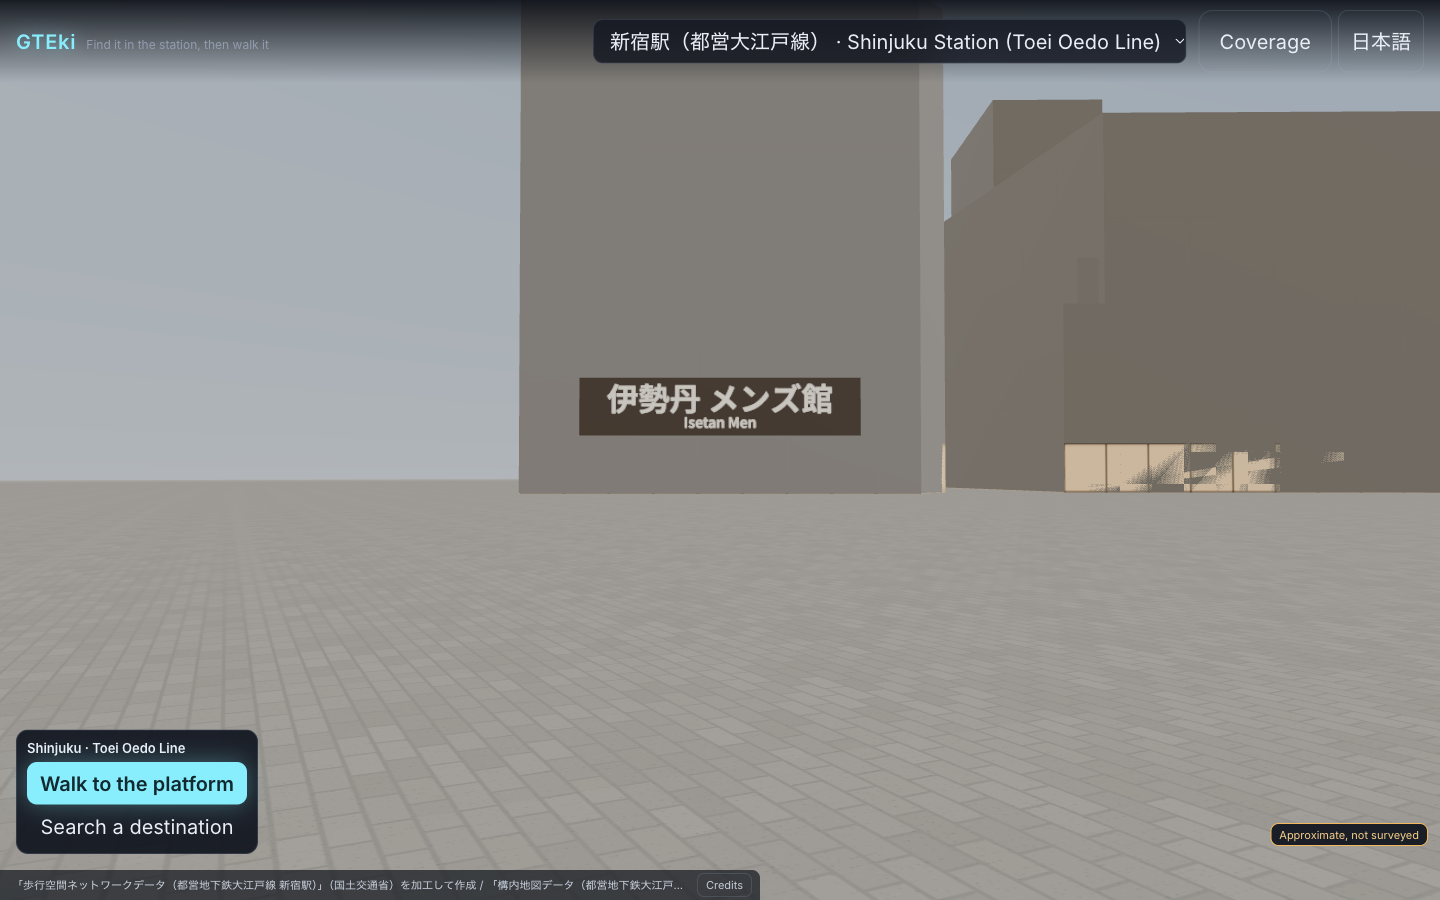 GTEki Find it in the station, then walk it
新宿駅（都営大江戸線） · Shinjuku Station (Toei Oedo Line)
Coverage
日本語
伊勢丹 メンズ館
Isetan Men
Shinjuku · Toei Oedo Line
Walk to the platform
Search a destination
Approximate, not surveyed
「歩行空間ネットワークデータ（都営地下鉄大江戸線 新宿駅）」（国土交通省）を加工して作成 / 「構内地図データ（都営地下鉄大江戸...
Credits